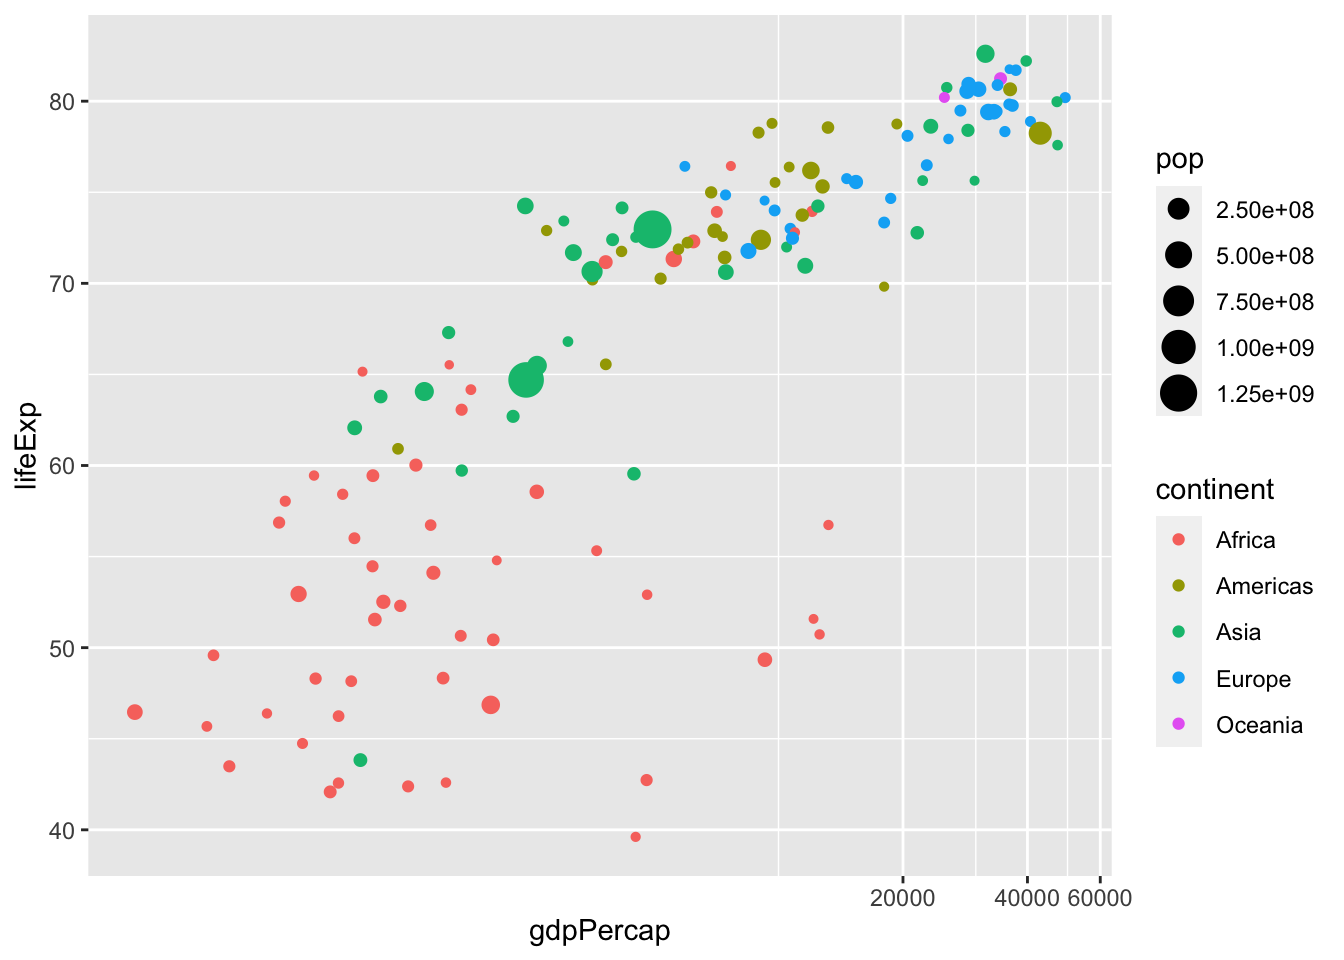 80
70
60
50
40
lifeExp
20000 40000 60000
gdpPercap
pop
2.50e+08
5.00e+08
7.50e+08
1.00e+09
1.25e+09
continent
Africa
Americas
Asia
Europe
Oceania